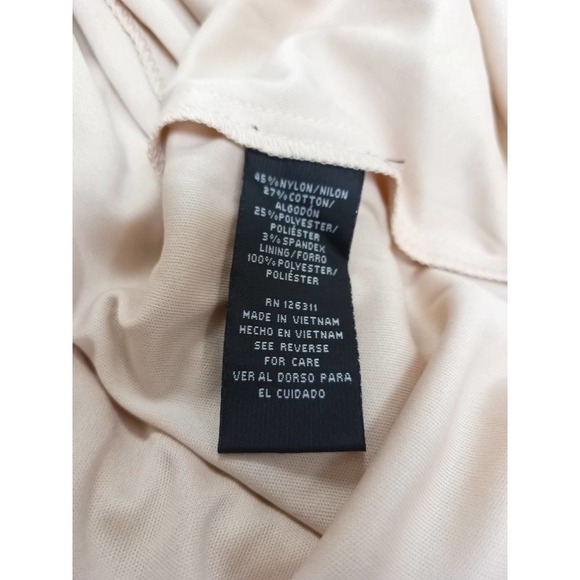 45%NYLON/NILON
27%COTTON/
ALGODÓN
25%POLYESTER/
POLIÉSTER
3% SPANDEX
LINING/FORRO
100%POLYESTER/
POLIÉSTER
RN 126311
MADE IN VIETNAM
HECHO EN VIETNAM
SEE REVERSE
FOR CARE
VER AL DORSO PARA
EL CUIDADO